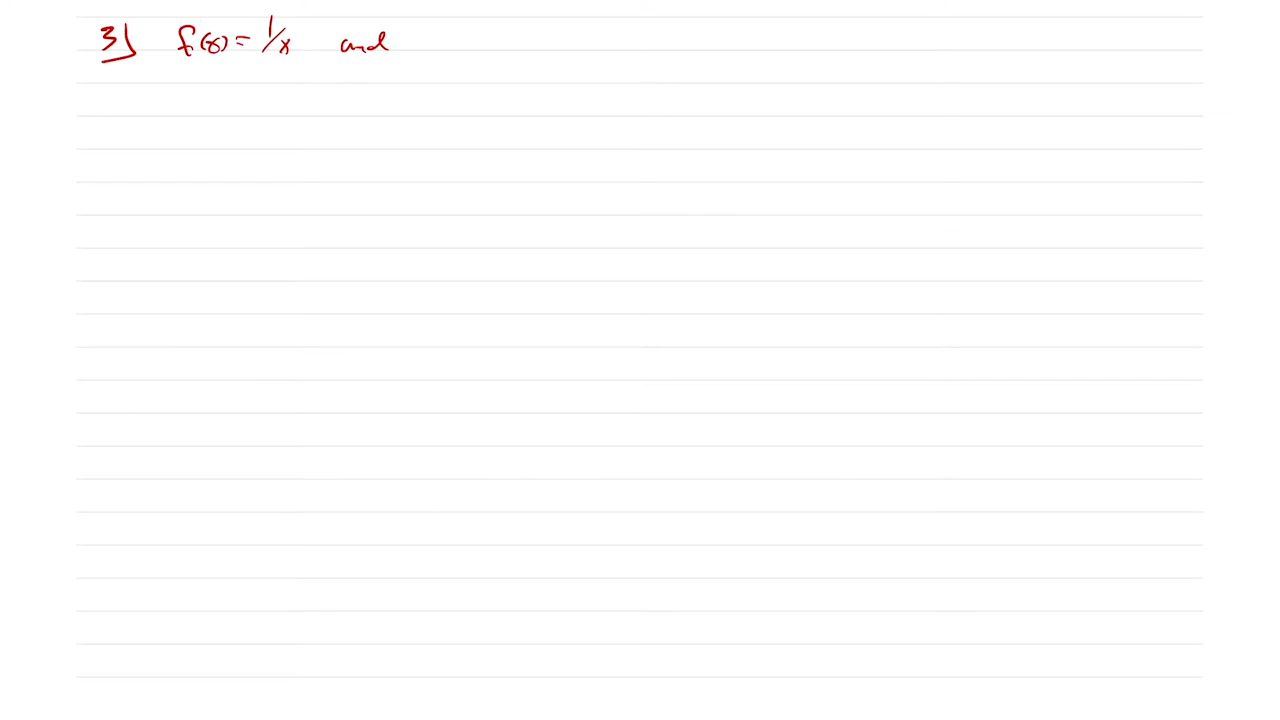 3) f(x) = 1/x and